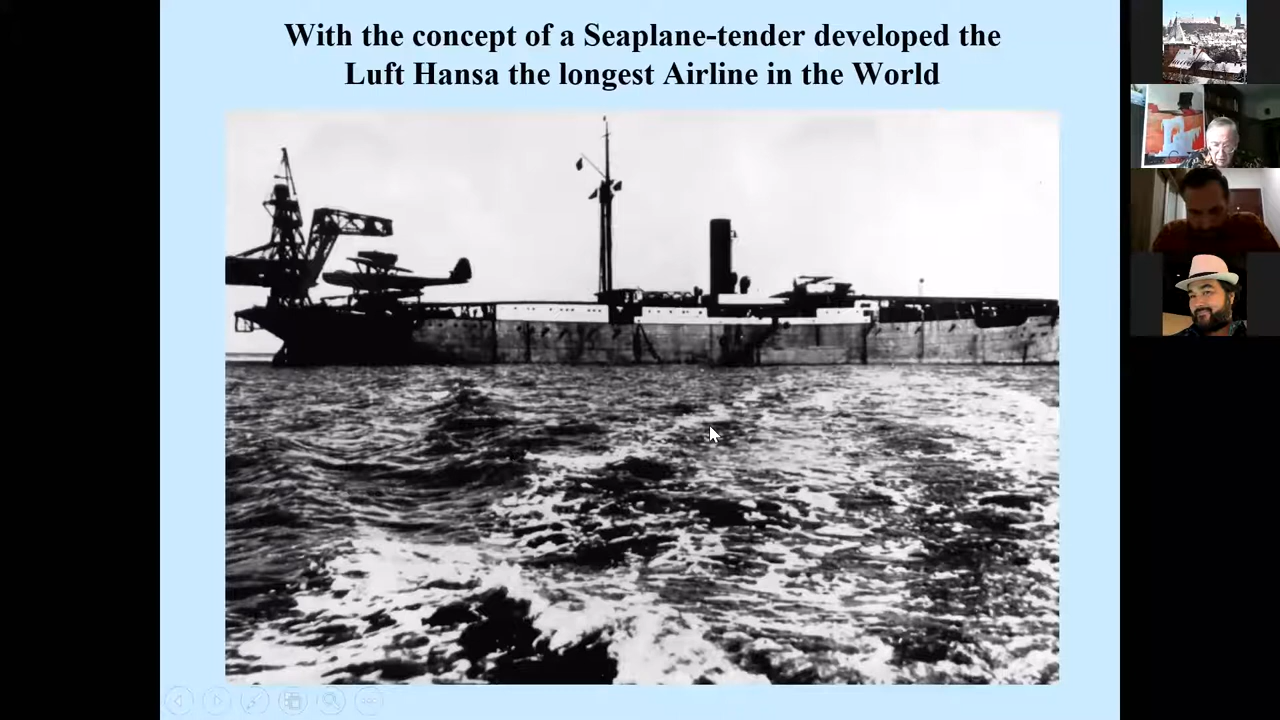 With the concept of a Seaplane-tender developed the
Luft Hansa the longest Airline in the World